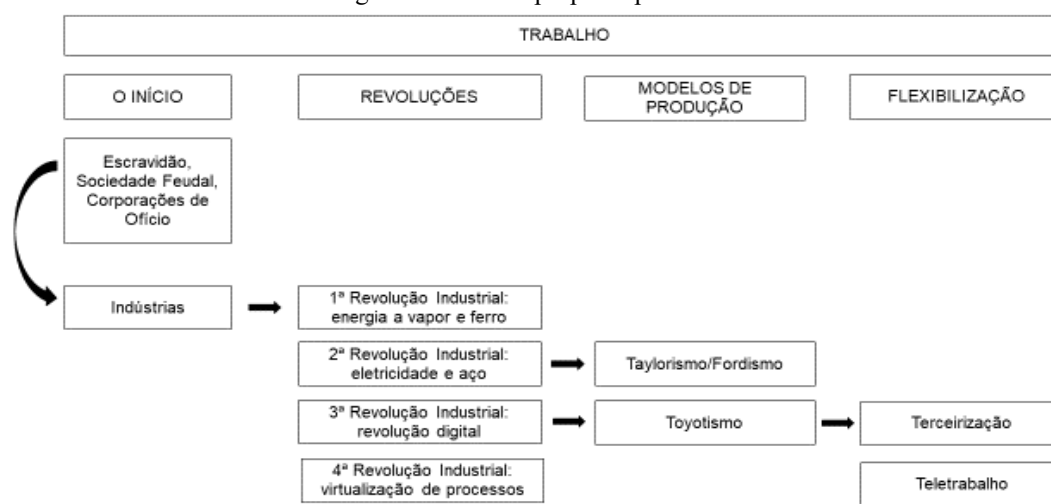 TRABALHO
O INÍCIO
REVOLUÇÕES
MODELOS DE
PRODUÇÃO
FLEXIBILIZAÇÃO
Escravidão,
Sociedade Feudal,
Corporações de
Ofício
Indústrias
1ª Revolução Industrial:
energia a vapor e ferro
2ª Revolução Industrial:
eletricidade e aço
Taylorismo/Fordismo
3ª Revolução Industrial:
revolução digital
Toyotismo
Terceirização
4ª Revolução Industrial:
virtualização de processos
Teletrabalho